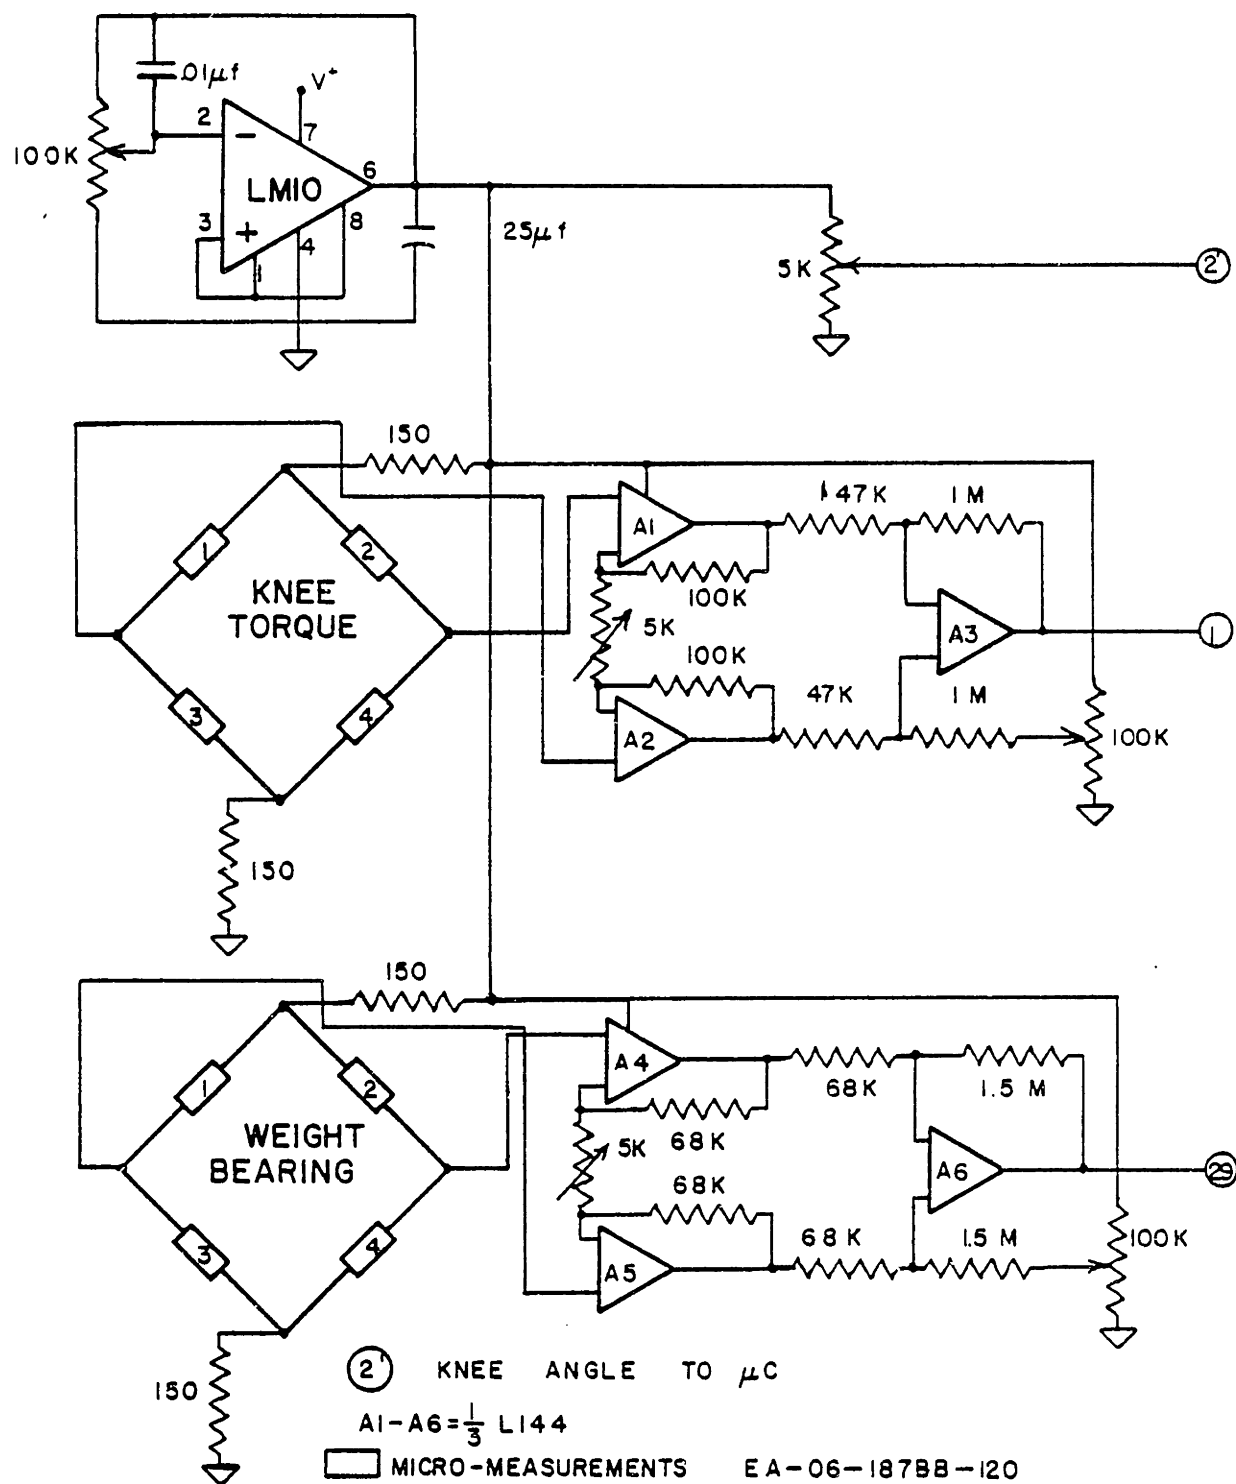 .01µf
V+
2
7
100K
LM10
6
3
8
4
1
25µf
5K
2'
150
147K
1M
A1
1
2
100K
KNEE
TORQUE
5K
A3
1
100K
3
4
47K
1M
A2
100K
150
150
A4
68K
1.5 M
1
2
68K
WEIGHT
BEARING
5K
A6
29
68K
3
4
68K
1.5 M
100K
A5
150
2' KNEE ANGLE TO µC
A1-A6=1/3 L144
MICRO-MEASUREMENTS EA-06-187BB-120